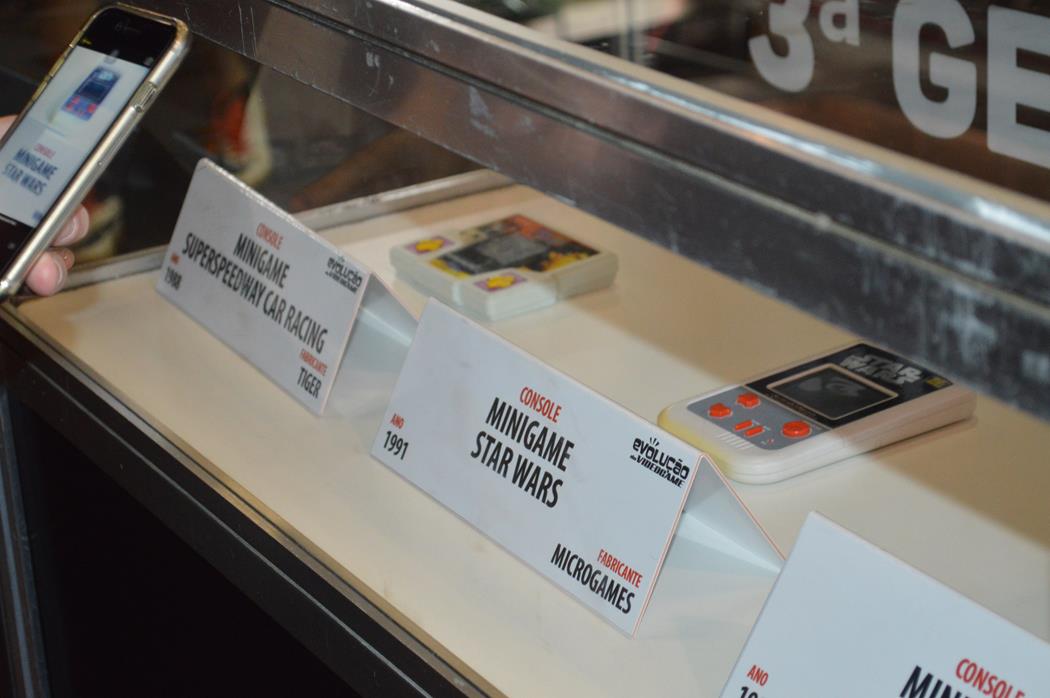 3a GE
CONSOLE
MINIGAME
STAR WARS
CONSOLE
MINIGAME
SUPERSPEEDWAY CAR RACING
ANO
1988
FABRICANTE
TIGER
evolução
do VIDEOGAME
CONSOLE
MINIGAME
STAR WARS
ANO
1991
evolução
do VIDEOGAME
FABRICANTE
MICROGAMES
STAR
WARS
ANO
CONSOLE